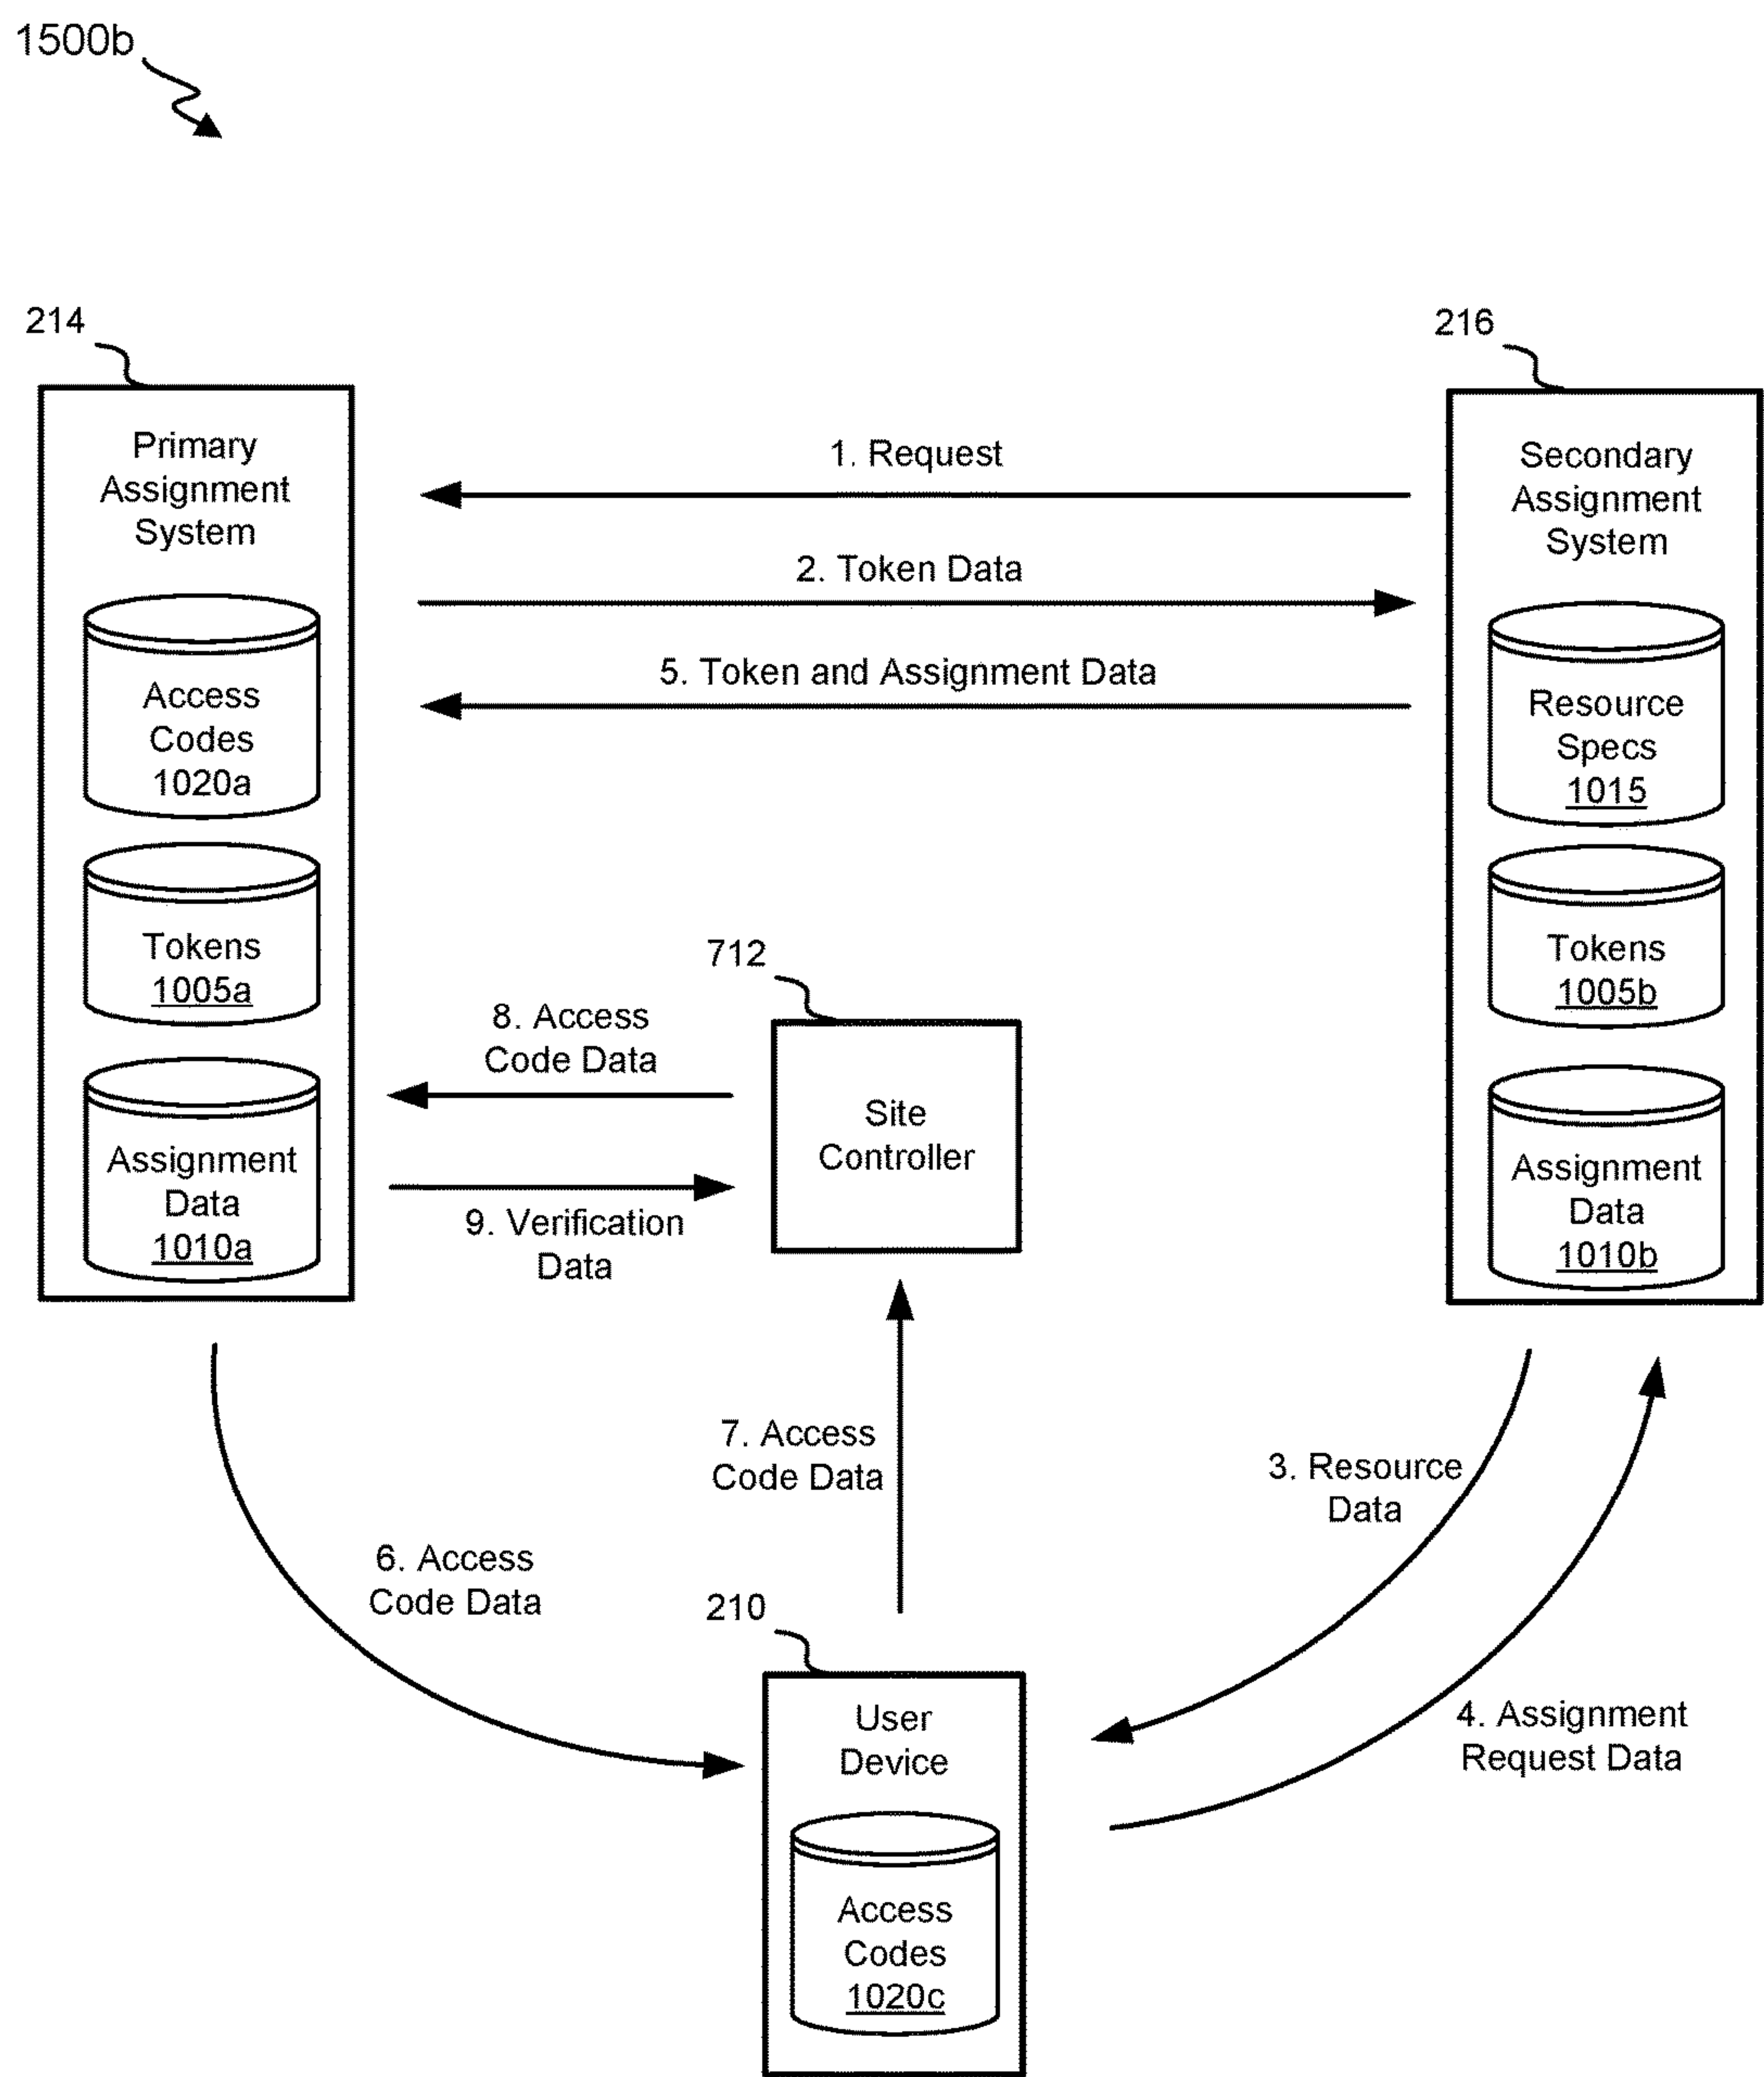 1500b
214
216
Primary
Assignment
System
Access
Codes
1020a
Tokens
1005a
Assignment
Data
1010a
1. Request
2. Token Data
5. Token and Assignment Data
Secondary
Assignment
System
Resource
Specs
1015
Tokens
1005b
Assignment
Data
1010b
712
8. Access
Code Data
9. Verification
Data
Site
Controller
7. Access
Code Data
3. Resource
Data
6. Access
Code Data
4. Assignment
Request Data
210
User
Device
Access
Codes
1020c